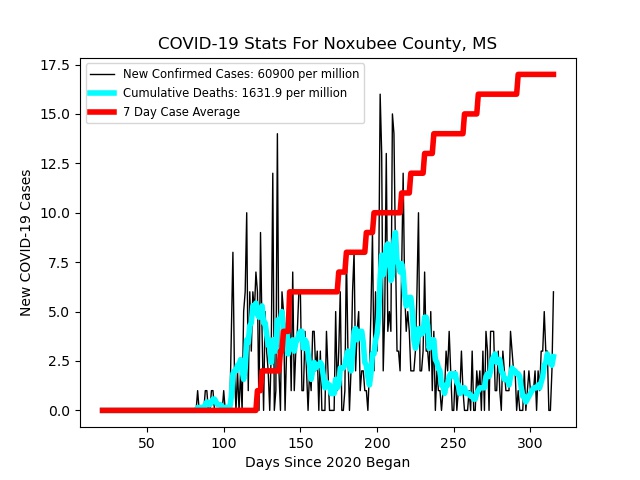 COVID-19 Stats For Noxubee County, MS
New Confirmed Cases: 60900 per million
Cumulative Deaths: 1631.9 per million
7 Day Case Average
17.5
15.0
12.5
10.0
7.5
5.0
2.5
0.0
New COVID-19 Cases
50 100 150 200 250 300
Days Since 2020 Began